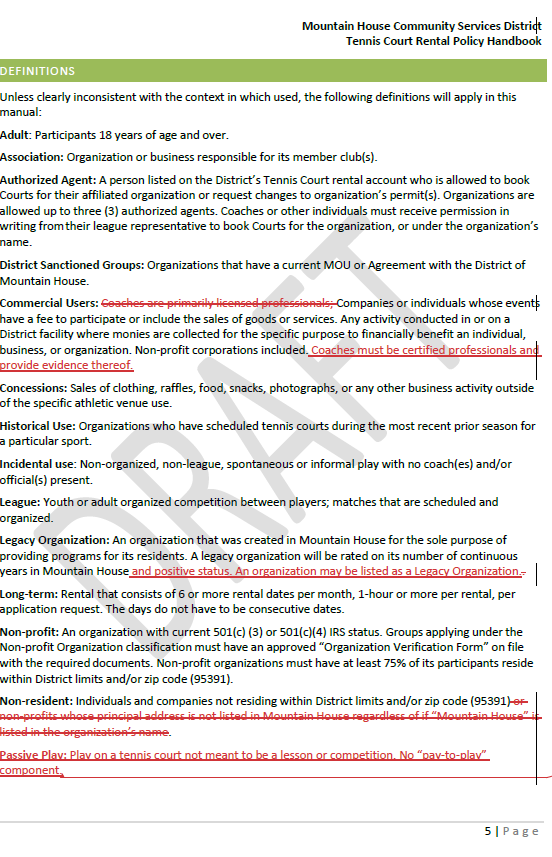 Mountain House Community Services District
Tennis Court Rental Policy Handbook
DEFINITIONS
Unless clearly inconsistent with the context in which used, the following definitions will apply in this
manual:
Adult: Participants 18 years of age and over.
Association: Organization or business responsible for its member club(s).
Authorized Agent: A person listed on the District's Tennis Court rental account who is allowed to book
Courts for their affiliated organization or request changes to organization's permit(s). Organizations are
allowed up to three (3) authorized agents. Coaches or other individuals must receive permission in
writing from their league representative to book Courts for the organization, or under the organization's
name.
District Sanctioned Groups: Organizations that have a current MOU or Agreement with the District of
Mountain House.
Commercial Users: Coaches are primarily licensed professionals; Companies or individuals whose events
have a fee to participate or include the sales of goods or services. Any activity conducted in or on a
District facility where monies are collected for the specific purpose to financially benefit an individual,
business, or organization. Non-profit corporations included. Coaches must be certified professionals and
provide evidence thereof.
Concessions: Sales of clothing, raffles, food, snacks, photographs, or any other business activity outside
of the specific athletic venue use.
Historical Use: Organizations who have scheduled tennis courts during the most recent prior season for
a particular sport.
Incidental use: Non-organized, non-league, spontaneous or informal play with no coach(es) and/or
official(s) present.
League: Youth or adult organized competition between players; matches that are scheduled and
organized.
Legacy Organization: An organization that was created in Mountain House for the sole purpose of
providing programs for its residents. A legacy organization will be rated on its number of continuous
years in Mountain House and positive status. An organization may be listed as a Legacy Organization..
Long-term: Rental that consists of 6 or more rental dates per month, 1-hour or more per rental, per
application request. The days do not have to be consecutive dates.
Non-profit: An organization with current 501(c) (3) or 501(c)(4) IRS status. Groups applying under the
Non-profit Organization classification must have an approved "Organization Verification Form" on file
with the required documents. Non-profit organizations must have at least 75% of its participants reside
within District limits and/or zip code (95391).
Non-resident: Individuals and companies not residing within District limits and/or zip code (95391) or
non-profits whose principal address is not listed in Mountain House regardless of if "Mountain House" is
listed in the organization's name.
Passive Play: Play on a tennis court not meant to be a lesson or competition. No "pay-to-play"
component.
DRAFT
5 | Page